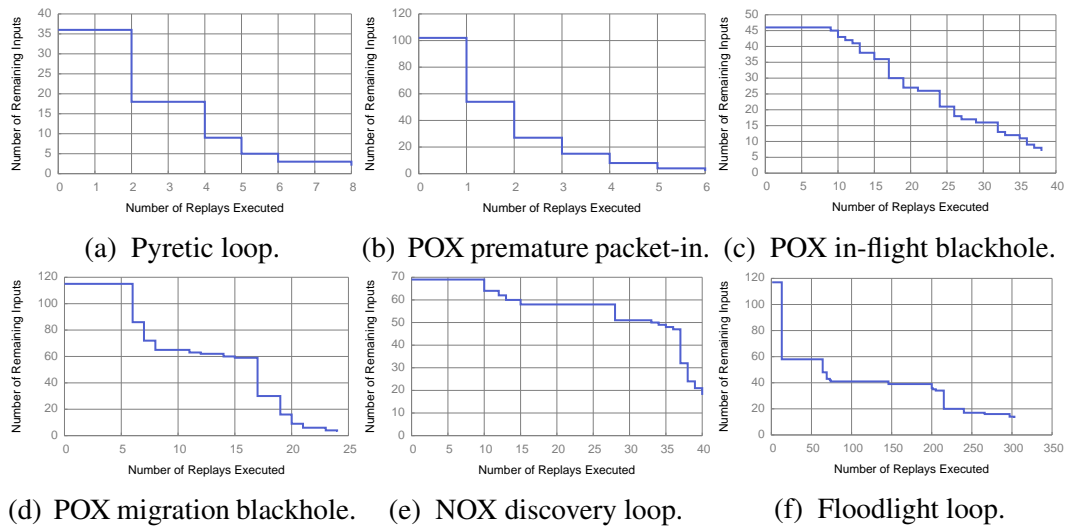 40
35
30
25
20
15
10
5
0
Number of Remaining Inputs
0 1 2 3 4 5 6 7 8
Number of Replays Executed
(a) Pyretic loop.
120
100
80
60
40
20
0
Number of Remaining Inputs
0 1 2 3 4 5 6
Number of Replays Executed
(b) POX premature packet-in.
50
45
40
35
30
25
20
15
10
5
Number of Remaining Inputs
0 5 10 15 20 25 30 35 40
Number of Replays Executed
(c) POX in-flight blackhole.
120
100
80
60
40
20
0
Number of Remaining Inputs
0 5 10 15 20 25
Number of Replays Executed
(d) POX migration blackhole.
70
60
50
40
30
20
10
0
Number of Remaining Inputs
0 5 10 15 20 25 30 35 40
Number of Replays Executed
(e) NOX discovery loop.
120
100
80
60
40
20
0
Number of Remaining Inputs
0 50 100 150 200 250 300 350
Number of Replays Executed
(f) Floodlight loop.